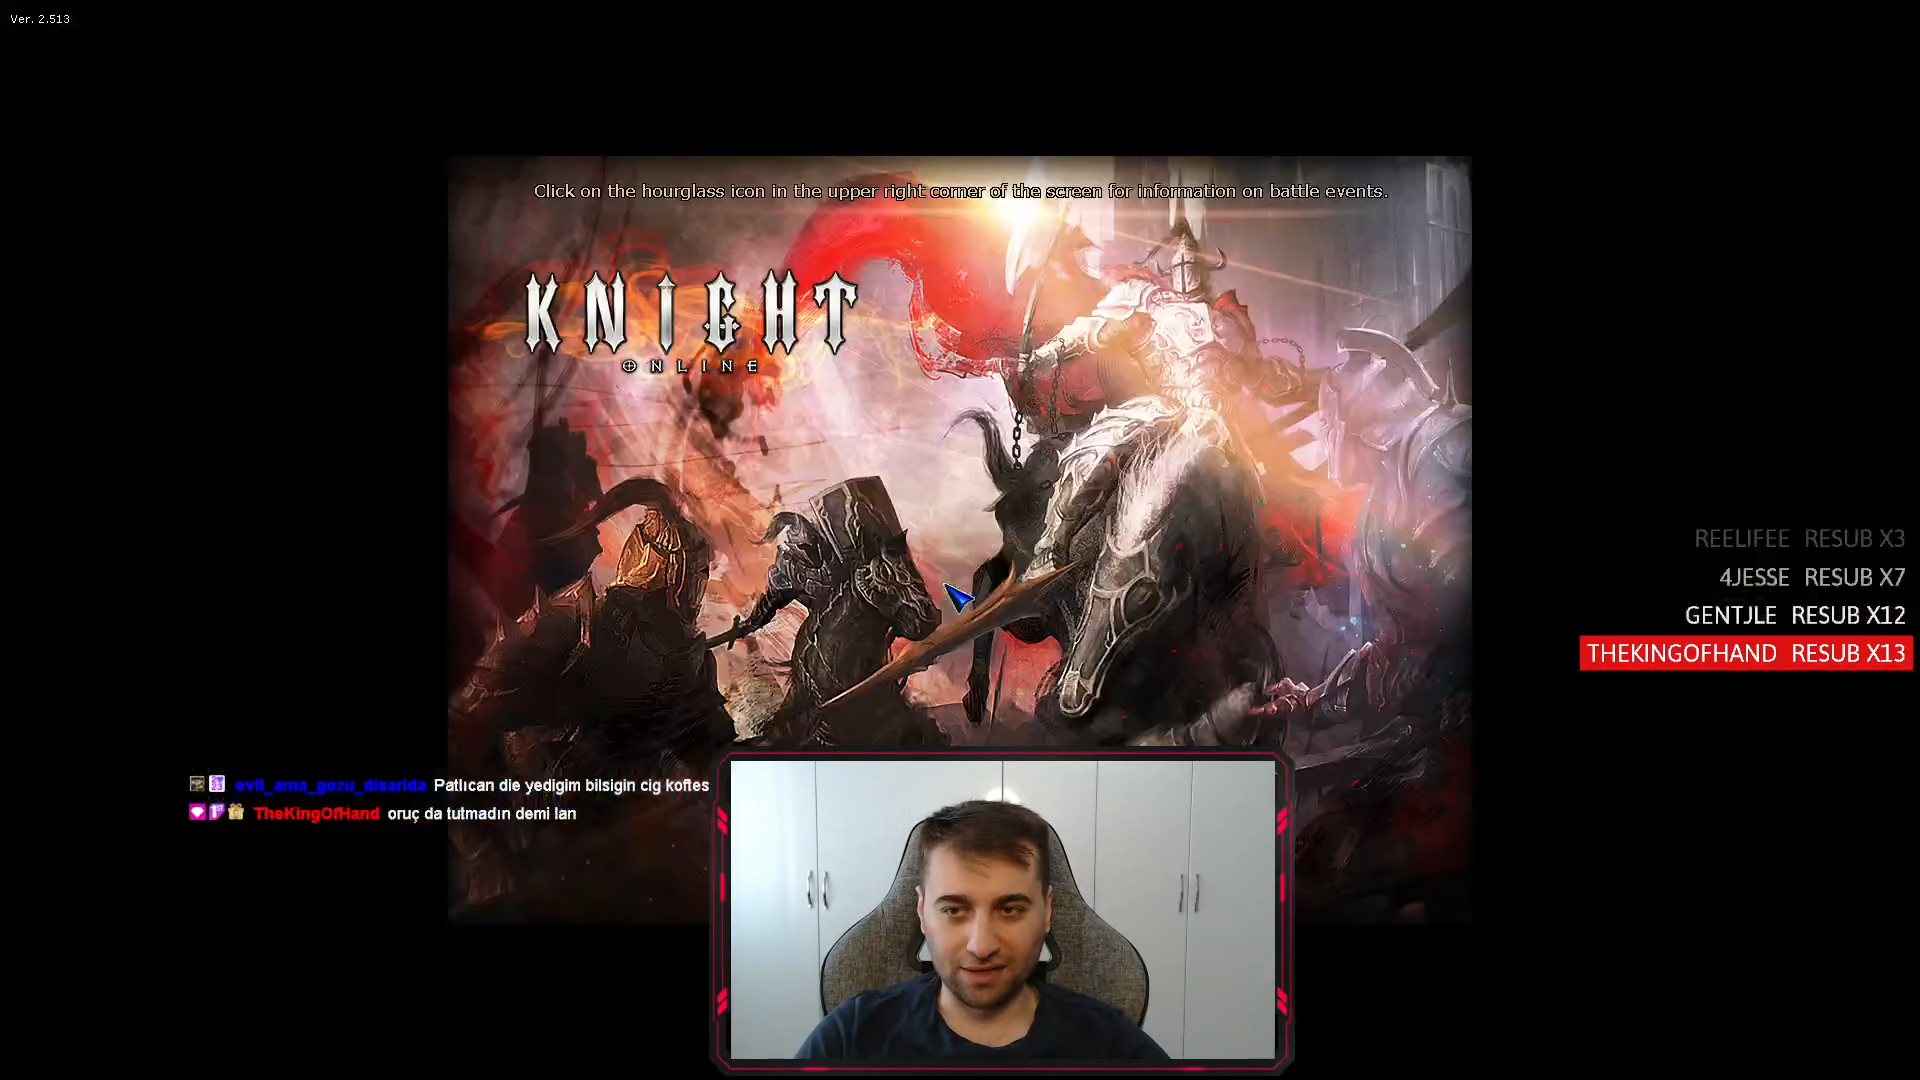 Ver. 2.513
Click on the hourglass icon in the upper right corner of the screen for information on battle events.
KNIGHT
ONLINE
REELIFEE RESUB X3
4JESSE RESUB X7
GENTJLE RESUB X12
THEKINGOFHAND RESUB X13
evli_ama_gozu_disarida Patlıcan die yedigim bilsigin cig kofles
TheKingOfHand oruç da tutmadın demi lan